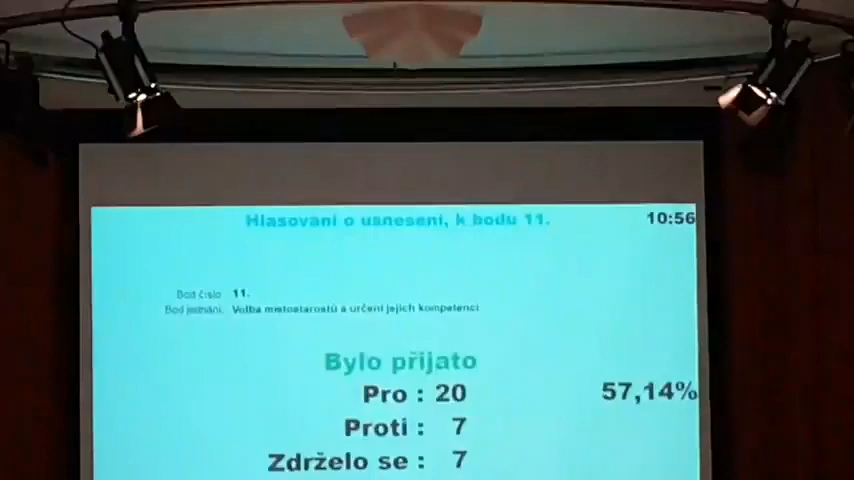 Hlasování o usnesení, k bodu 11.
10:56
Bod číslo 11.
Bod jednání: Volba místostarostů a určení jejich kompetencí
Bylo přijato
Pro : 20 57,14%
Proti : 7
Zdrželo se : 7